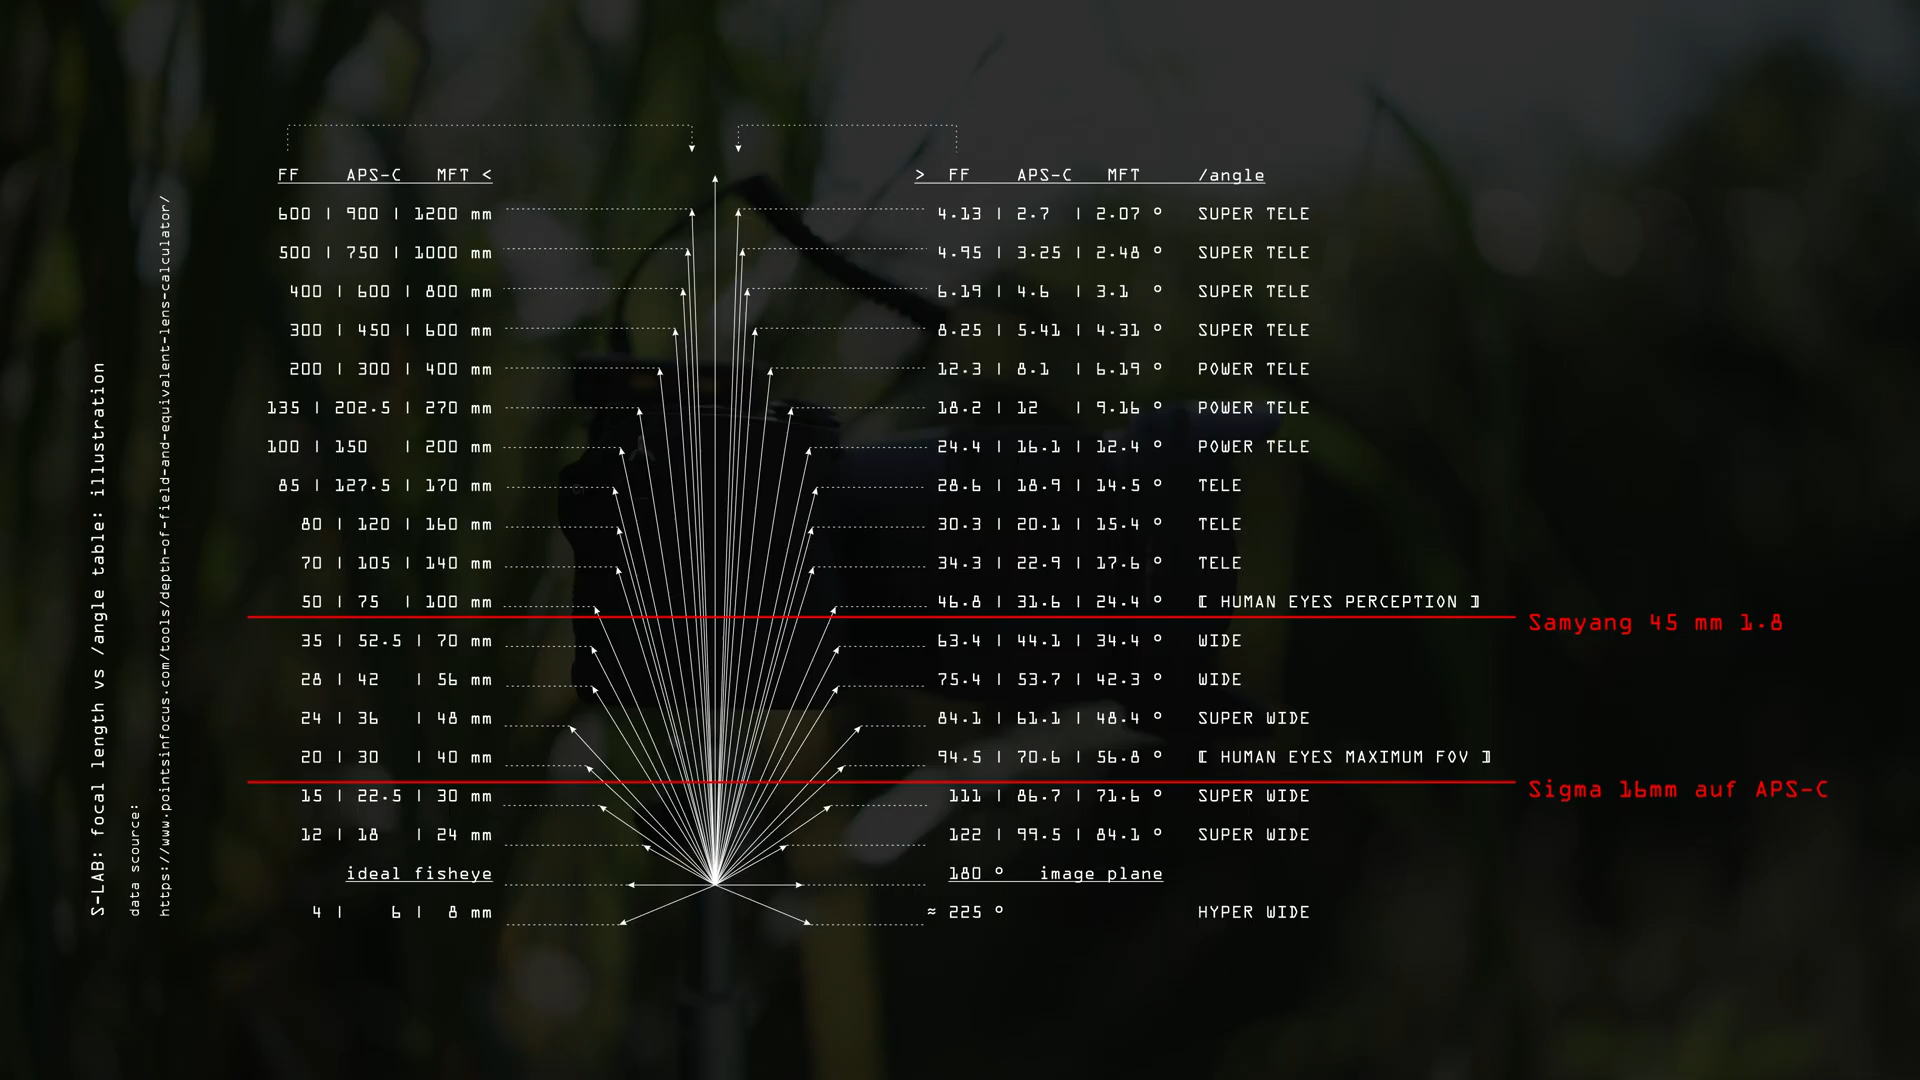 S-LAB: focal length vs /angle table: illustration
data scource:
https://www.pointsinfocus.com/tools/depth-of-field-and-equivalent-lens-calculator/
FF APS-C MFT < > FF APS-C MFT /angle
600 | 900 | 1200 mm 4.13 | 2.7 | 2.07 ° SUPER TELE
500 | 750 | 1000 mm 4.95 | 3.25 | 2.48 ° SUPER TELE
400 | 600 | 800 mm 6.19 | 4.6 | 3.1 ° SUPER TELE
300 | 450 | 600 mm 8.25 | 5.41 | 4.31 ° SUPER TELE
200 | 300 | 400 mm 12.3 | 8.1 | 6.19 ° POWER TELE
135 | 202.5 | 270 mm 18.2 | 12 | 9.16 ° POWER TELE
100 | 150 | 200 mm 24.4 | 16.1 | 12.4 ° POWER TELE
85 | 127.5 | 170 mm 28.6 | 18.9 | 14.5 ° TELE
80 | 120 | 160 mm 30.3 | 20.1 | 15.4 ° TELE
70 | 105 | 140 mm 34.3 | 22.9 | 17.6 ° TELE
50 | 75 | 100 mm 46.8 | 31.6 | 24.4 ° [ HUMAN EYES PERCEPTION ]
Samyang 45 mm 1.8
35 | 52.5 | 70 mm 63.4 | 44.1 | 34.4 ° WIDE
28 | 42 | 56 mm 75.4 | 53.7 | 42.3 ° WIDE
24 | 36 | 48 mm 84.1 | 61.1 | 48.4 ° SUPER WIDE
20 | 30 | 40 mm 94.5 | 70.6 | 56.8 ° [ HUMAN EYES MAXIMUM FOV ]
Sigma 16mm auf APS-C
15 | 22.5 | 30 mm 111 | 86.7 | 71.6 ° SUPER WIDE
12 | 18 | 24 mm 122 | 99.5 | 84.1 ° SUPER WIDE
ideal fisheye 180 ° image plane
4 | 6 | 8 mm ≈ 225 ° HYPER WIDE